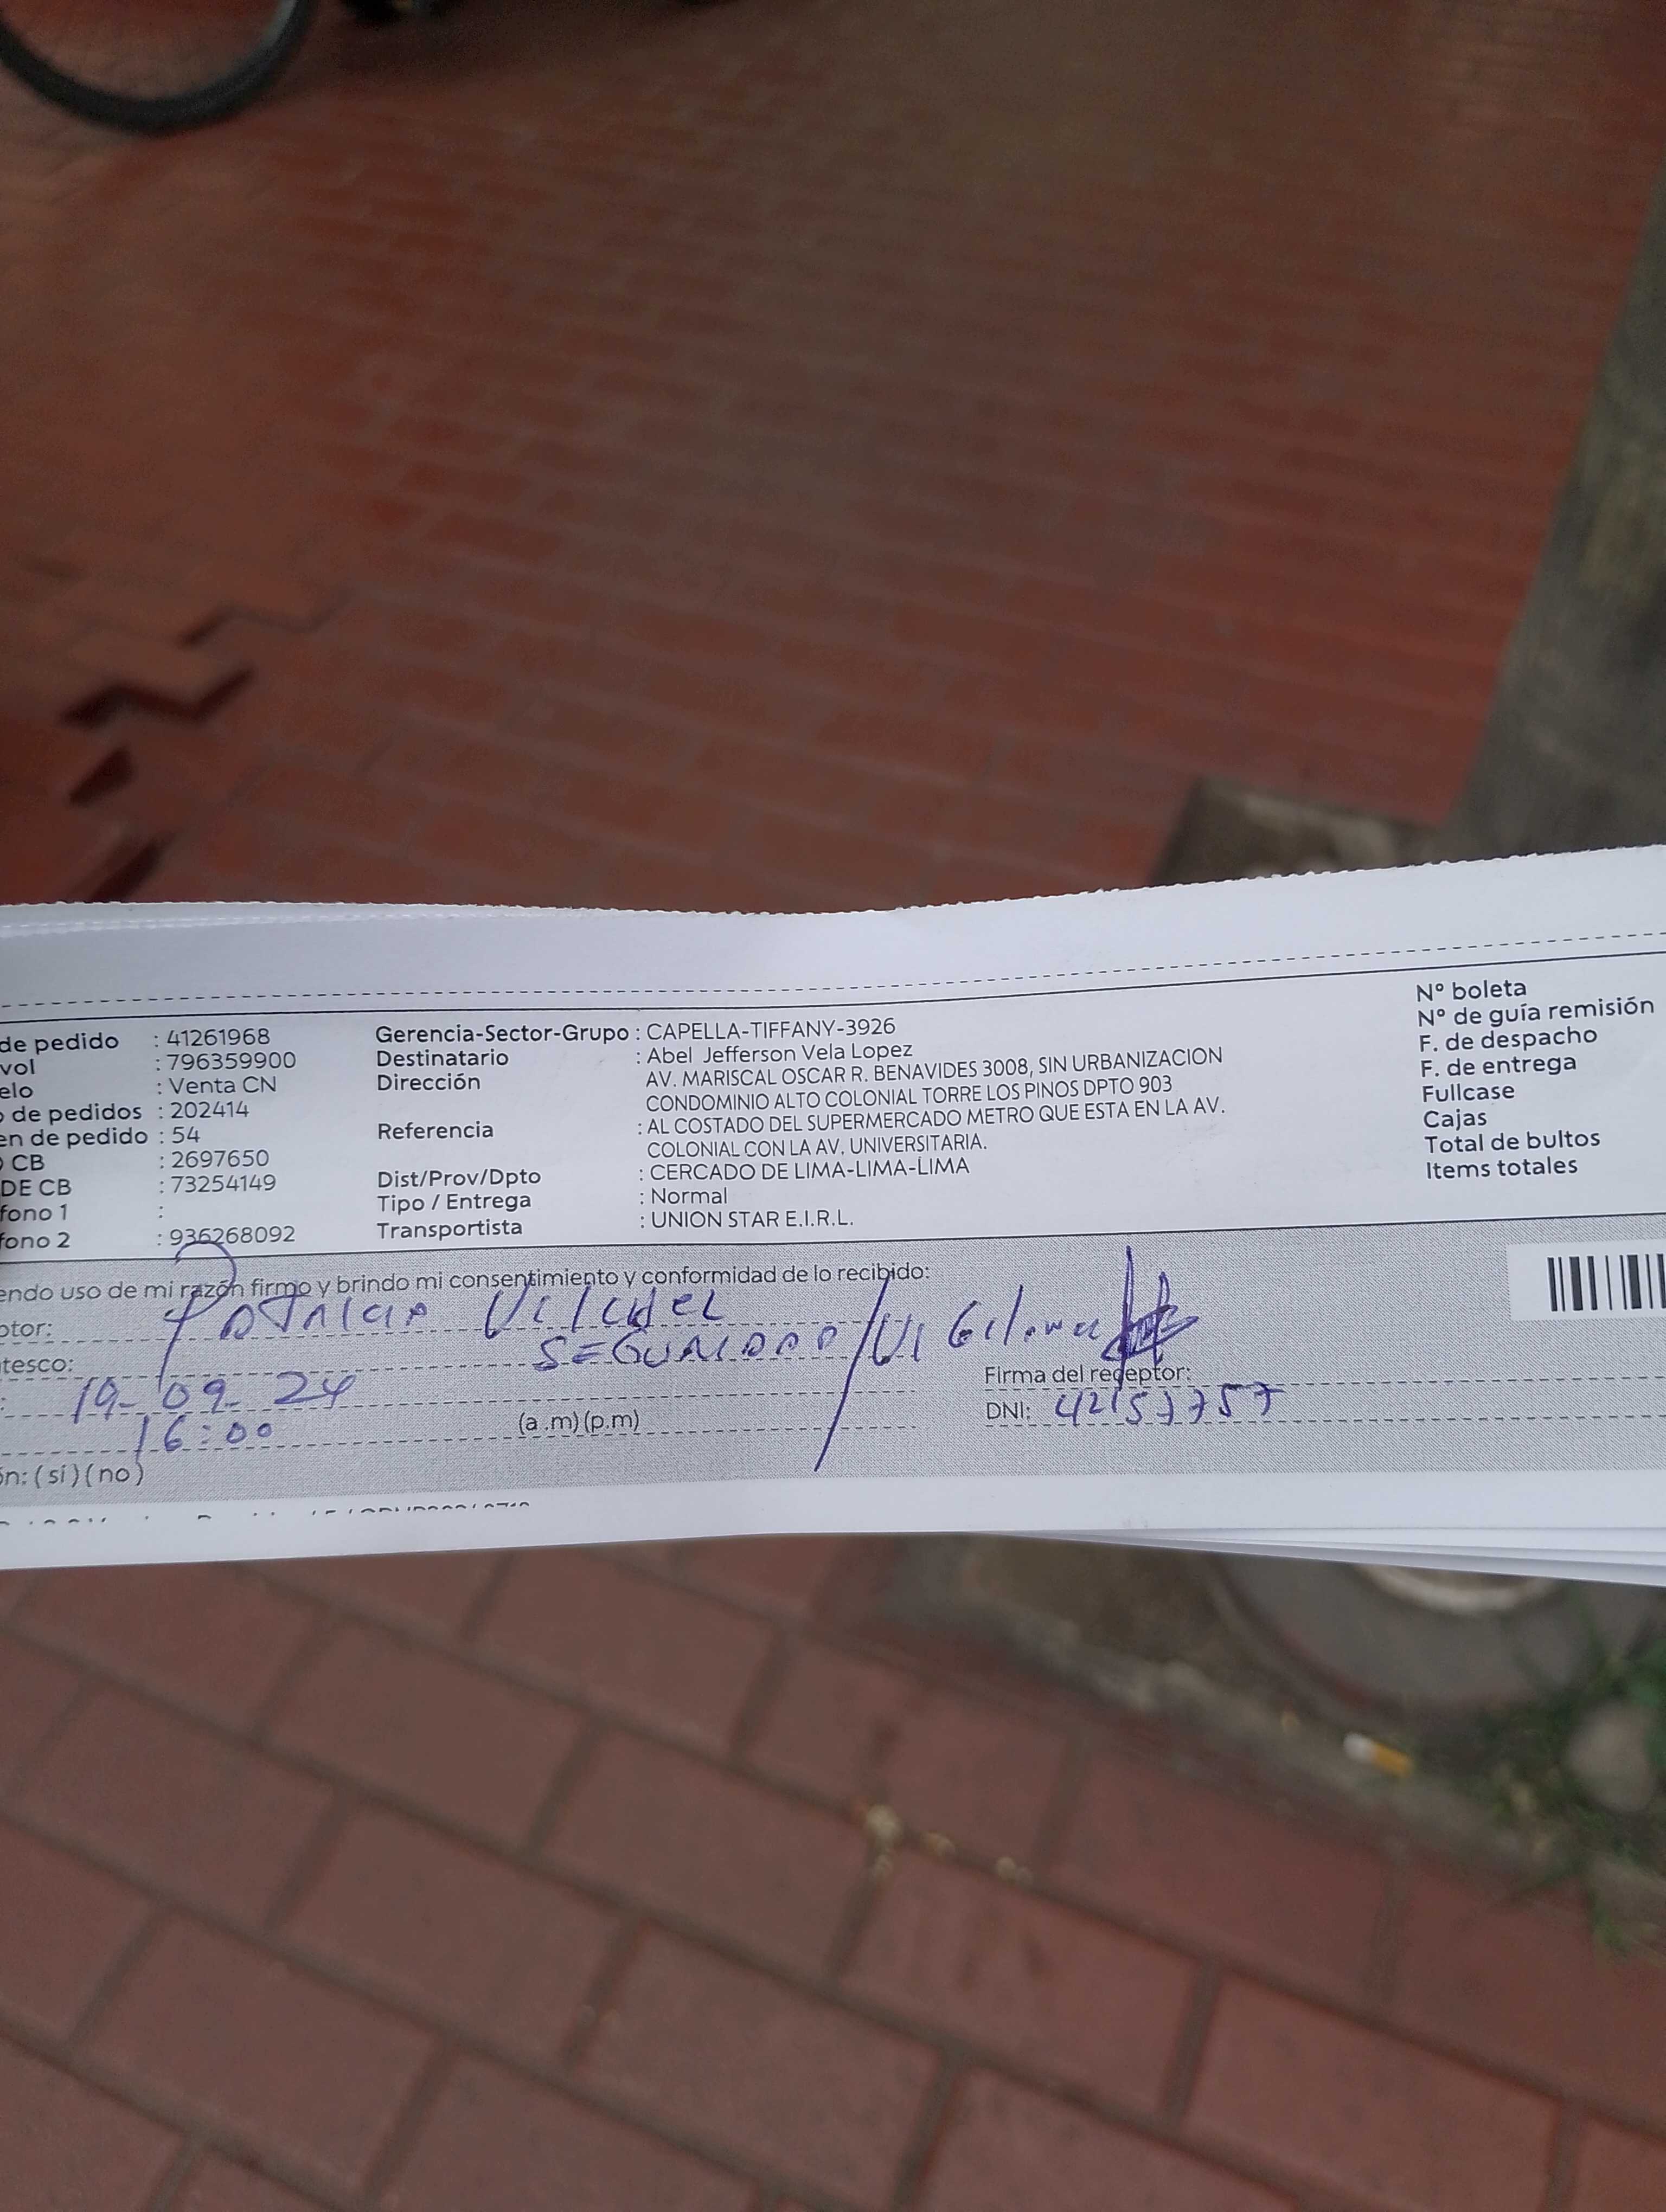 de pedido : 41261968
vol : 796359900
elo : Venta CN
o de pedidos : 202414
en de pedido : 54
o CB : 2697650
DE CB : 73254149
fono 1 :
fono 2 : 936268092
Gerencia-Sector-Grupo : CAPELLA-TIFFANY-3926
Destinatario : Abel Jefferson Vela Lopez
Dirección AV. MARISCAL OSCAR R. BENAVIDES 3008, SIN URBANIZACION
CONDOMINIO ALTO COLONIAL TORRE LOS PINOS DPTO 903
Referencia : AL COSTADO DEL SUPERMERCADO METRO QUE ESTA EN LA AV.
COLONIAL CON LA AV. UNIVERSITARIA.
Dist/Prov/Dpto : CERCADO DE LIMA-LIMA-LIMA
Tipo / Entrega : Normal
Transportista : UNION STAR E.I.R.L.
N° boleta
N° de guía remisión
F. de despacho
F. de entrega
Fullcase
Cajas
Total de bultos
Items totales
endo uso de mi razón firmo y brindo mi consentimiento y conformidad de lo recibido:
ptor: Patricia Vilchez
tesco: SEGURIDAD/
: 19-09-24
16:00 (a .m) (p.m)
ón: (si) (no)
Firma del receptor:
DNI: 42157757